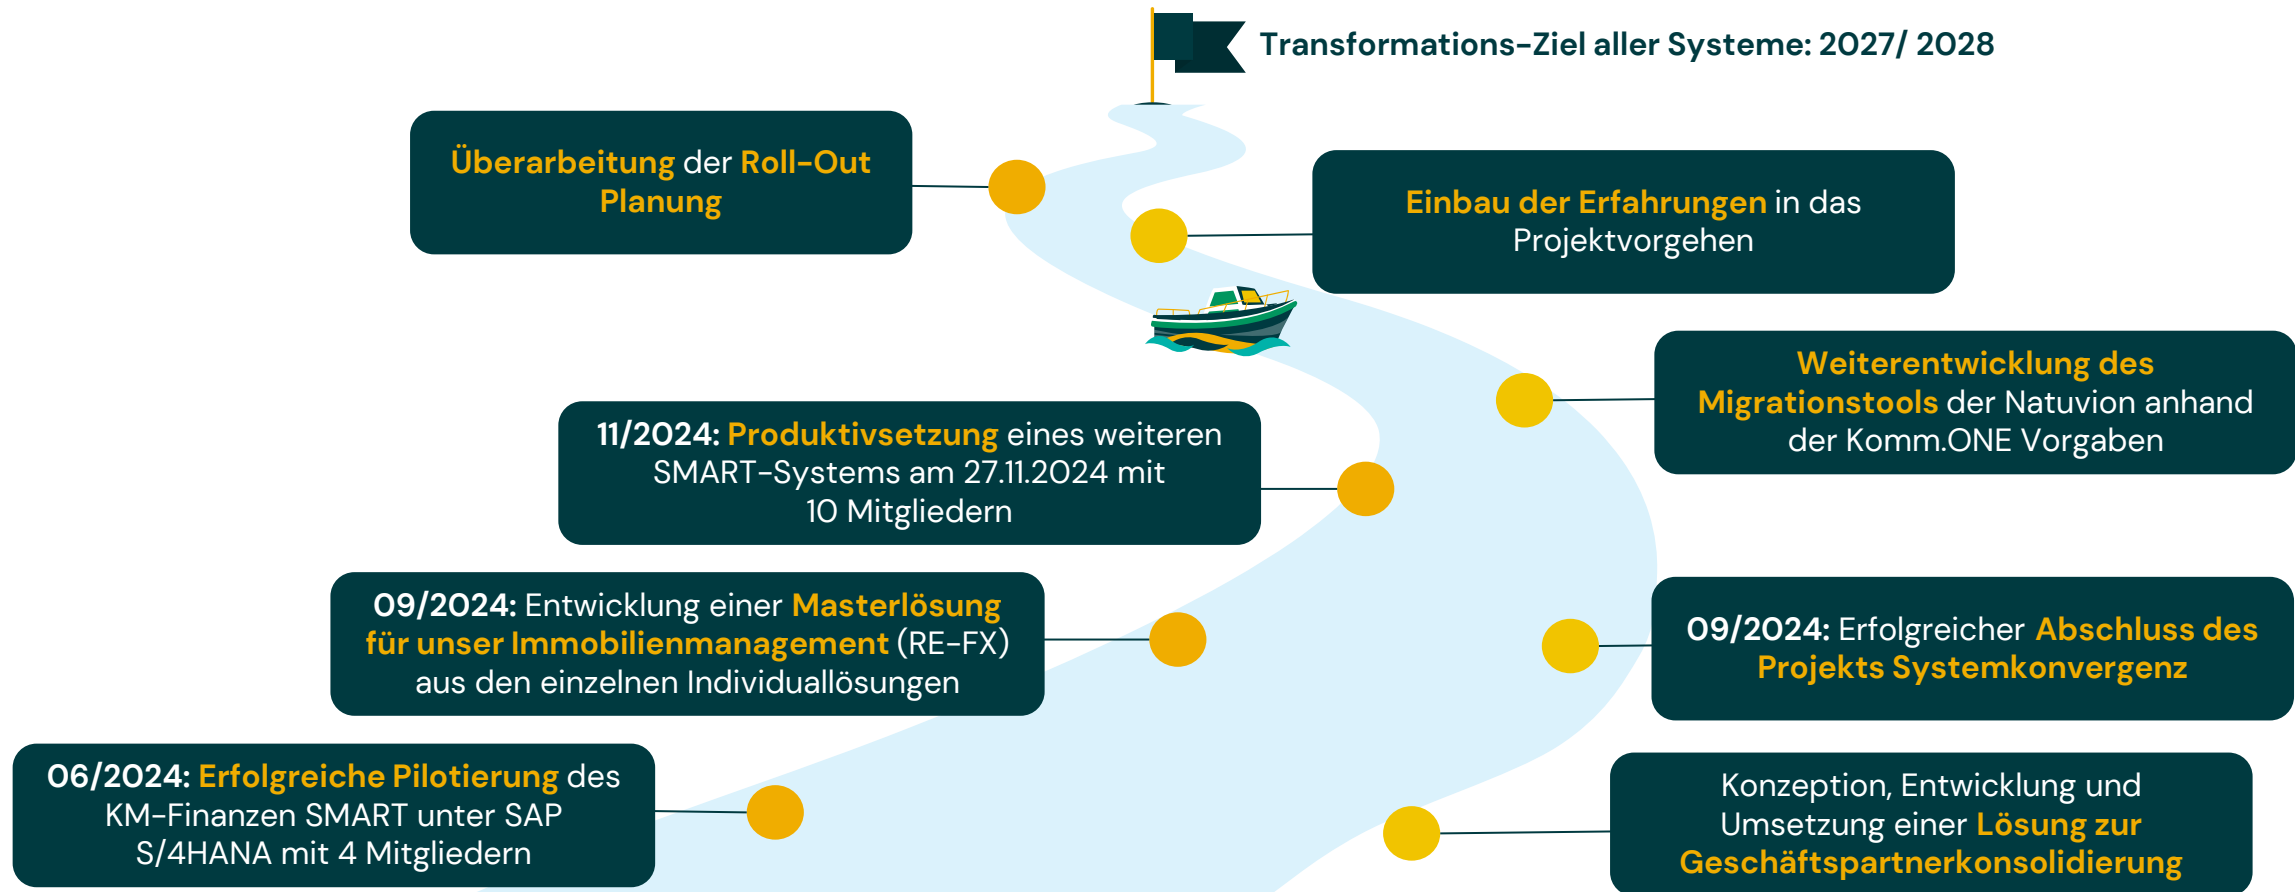 Transformations-Ziel aller Systeme: 2027/ 2028
Überarbeitung der Roll-Out
Planung
Einbau der Erfahrungen in das
Projektvorgehen
Weiterentwicklung des
Migrationstools der Natuvion anhand
der Komm.ONE Vorgaben
11/2024: Produktivsetzung eines weiteren
SMART-Systems am 27.11.2024 mit
10 Mitgliedern
09/2024: Entwicklung einer Masterlösung
für unser Immobilienmanagement (RE-FX)
aus den einzelnen Individuallösungen
09/2024: Erfolgreicher Abschluss des
Projekts Systemkonvergenz
06/2024: Erfolgreiche Pilotierung des
KM-Finanzen SMART unter SAP
S/4HANA mit 4 Mitgliedern
Konzeption, Entwicklung und
Umsetzung einer Lösung zur
Geschäftspartnerkonsolidierung